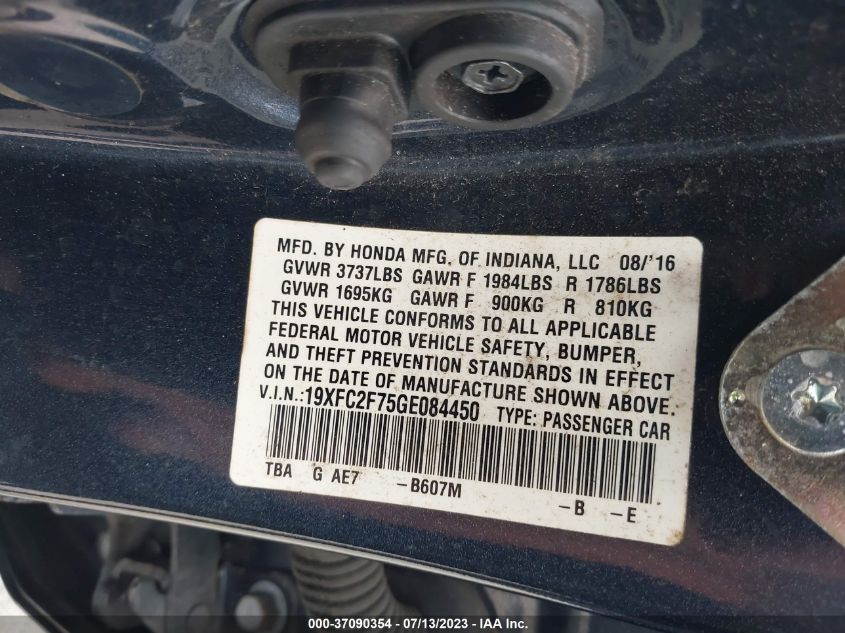 MFD. BY HONDA MFG. OF INDIANA, LLC 08/'16
GVWR 3737LBS GAWR F 1984LBS R 1786LBS
GVWR 1695KG GAWR F 900KG R 810KG
THIS VEHICLE CONFORMS TO ALL APPLICABLE
FEDERAL MOTOR VEHICLE SAFETY, BUMPER,
AND THEFT PREVENTION STANDARDS IN EFFECT
ON THE DATE OF MANUFACTURE SHOWN ABOVE.
V.I.N.:19XFC2F75GE084450 TYPE: PASSENGER CAR
TBA G AE7 -B607M -B -E
000-37090354 - 07/13/2023 - IAA Inc.